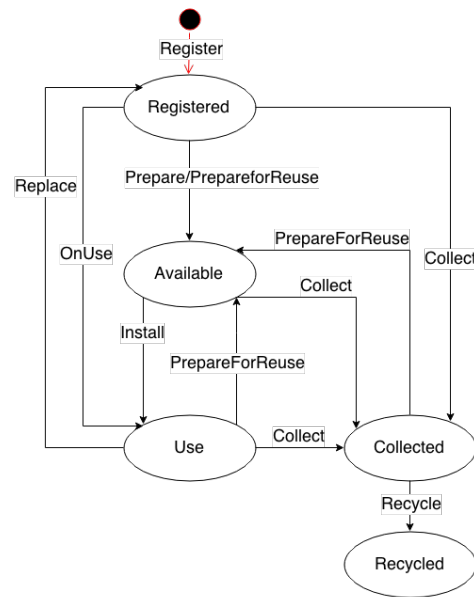 Register
Registered
Prepare/PrepareforReuse
Replace
OnUse
PrepareForReuse
Collect
Available
Collect
Install
PrepareForReuse
Use
Collect
Collected
Recycle
Recycled